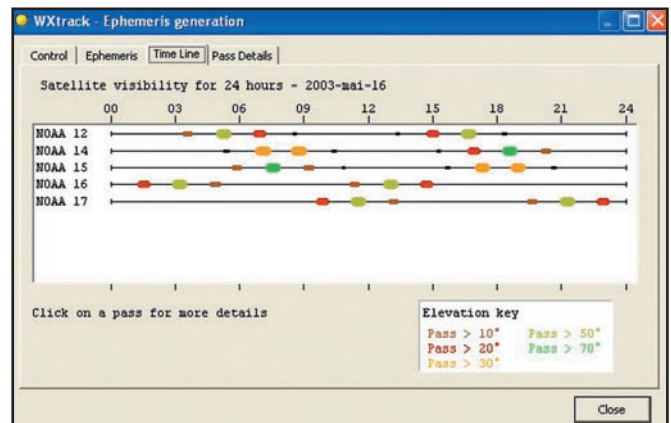 WXtrack - Ephemeris generation
Control Ephemeris Time Line Pass Details
Satellite visibility for 24 hours - 2003-mai-16
00 03 06 09 12 15 18 21 24
NOAA 12
NOAA 14
NOAA 15
NOAA 16
NOAA 17
Click on a pass for more details
Elevation key
Pass > 10° Pass > 50°
Pass > 20° Pass > 70°
Pass > 30°
Close